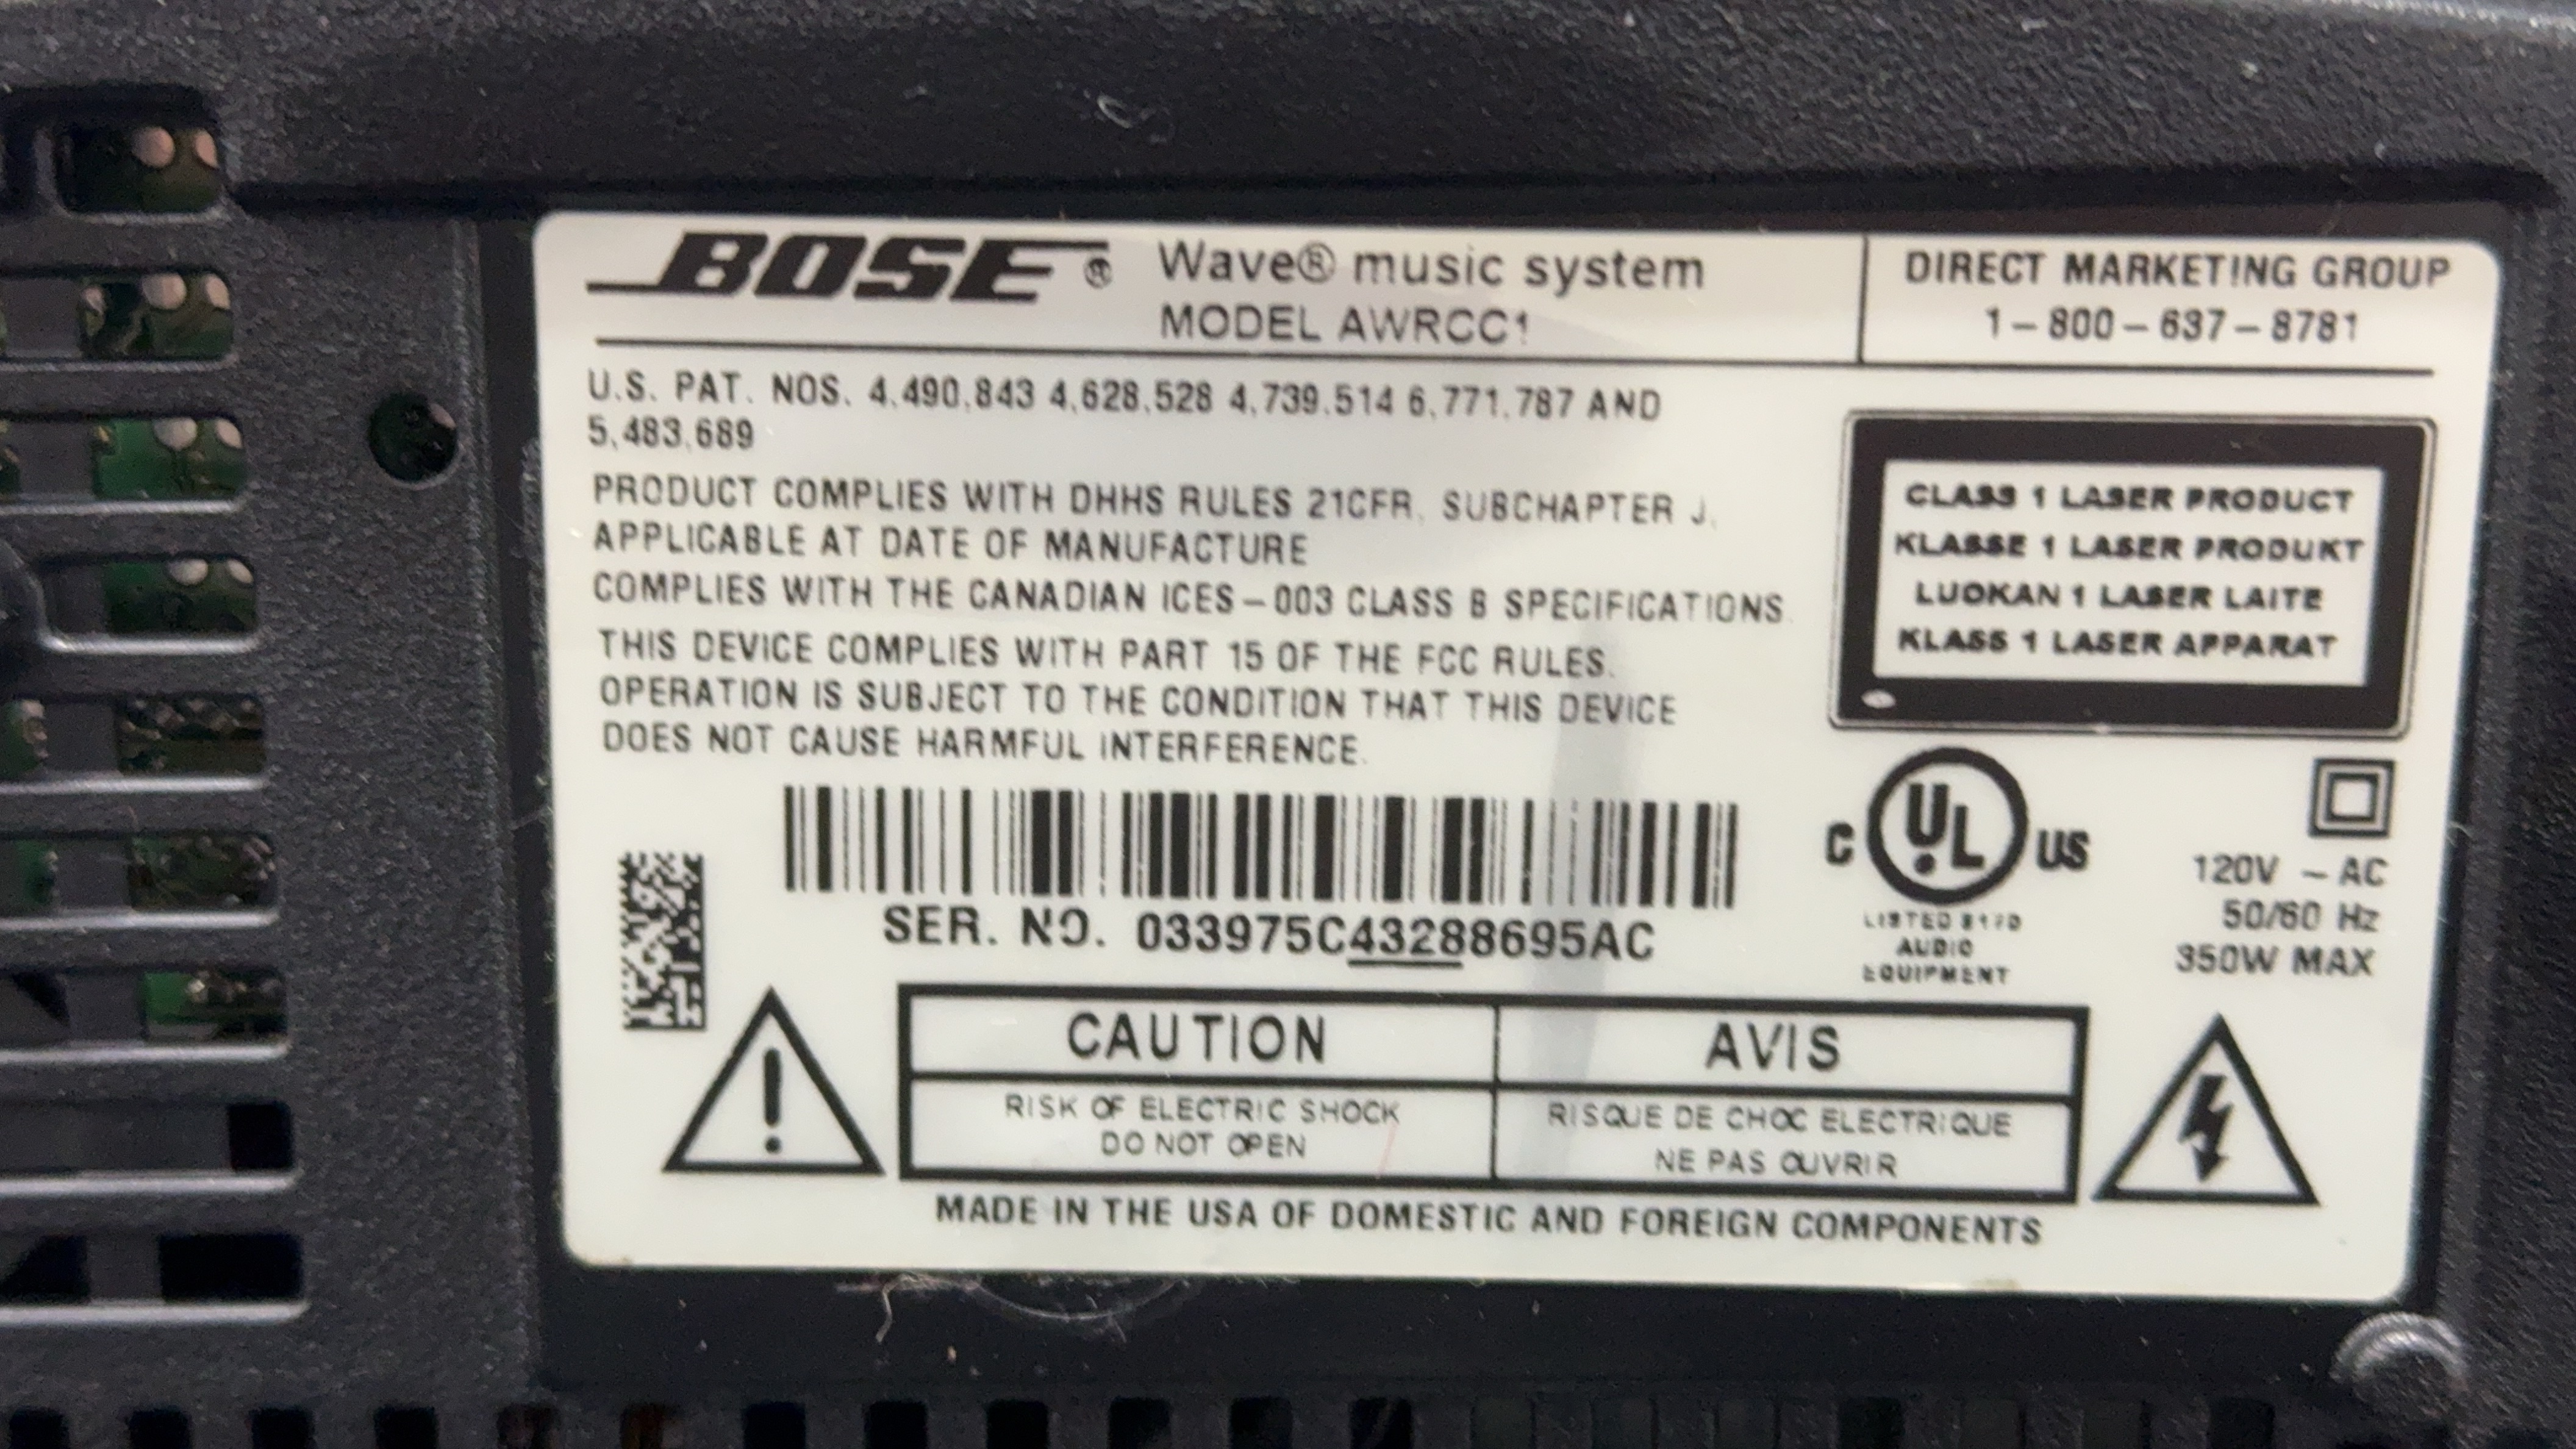 BOSE® Wave® music system
MODEL AWRCC1
DIRECT MARKETING GROUP
1-800-637-8781
U.S. PAT. NOS. 4,490,843 4,628,528 4,739,514 6,771,787 AND
5,483,689
PRODUCT COMPLIES WITH DHHS RULES 21CFR, SUBCHAPTER J,
APPLICABLE AT DATE OF MANUFACTURE
COMPLIES WITH THE CANADIAN ICES-003 CLASS B SPECIFICATIONS.
THIS DEVICE COMPLIES WITH PART 15 OF THE FCC RULES.
OPERATION IS SUBJECT TO THE CONDITION THAT THIS DEVICE
DOES NOT CAUSE HARMFUL INTERFERENCE.
CLASS 1 LASER PRODUCT
KLASSE 1 LASER PRODUKT
LUOKAN 1 LASER LAITE
KLASS 1 LASER APPARAT
SER. NO. 033975C43288695AC
C UL US
LISTED
AUDIO
EQUIPMENT
120V ~ AC
50/60 Hz
350W MAX
CAUTION
RISK OF ELECTRIC SHOCK
DO NOT OPEN
AVIS
RISQUE DE CHOC ELECTRIQUE
NE PAS OUVRIR
MADE IN THE USA OF DOMESTIC AND FOREIGN COMPONENTS